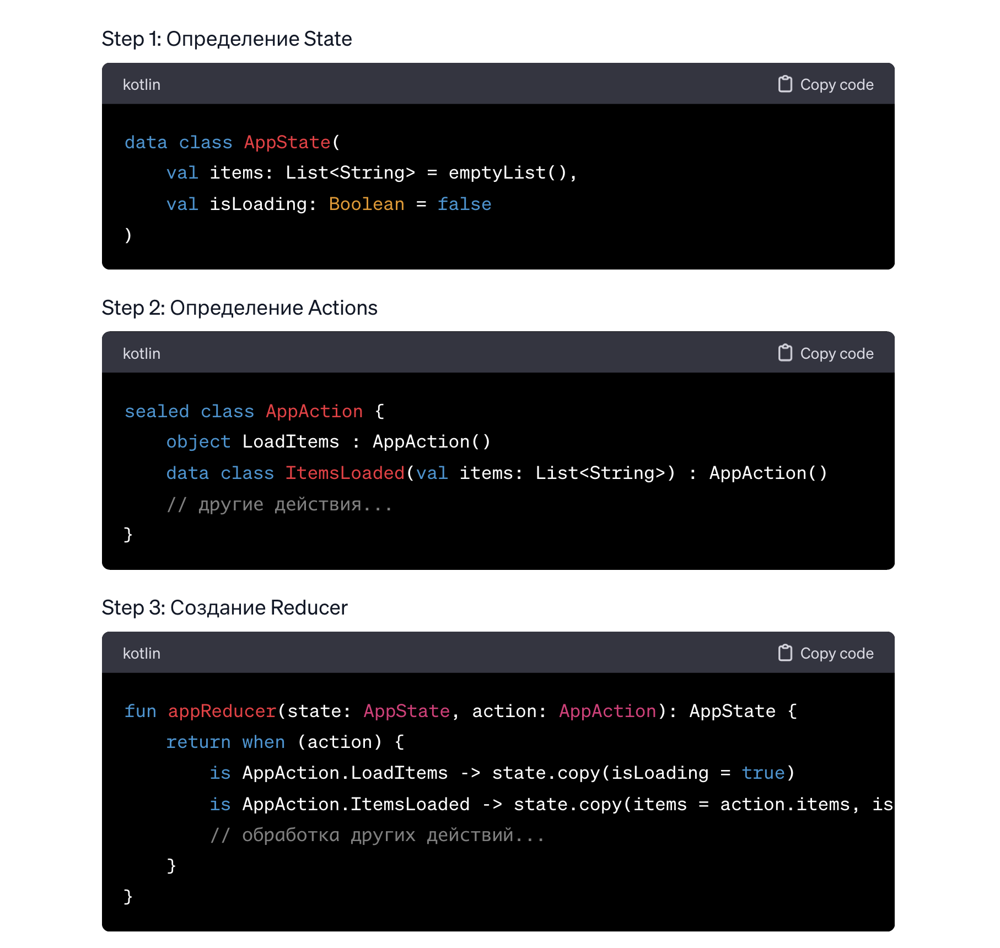 Step 1: Определение State
kotlin
Copy code
data class AppState(
    val items: List<String> = emptyList(),
    val isLoading: Boolean = false
)
Step 2: Определение Actions
kotlin
Copy code
sealed class AppAction {
    object LoadItems : AppAction()
    data class ItemsLoaded(val items: List<String>) : AppAction()
    // другие действия...
}
Step 3: Создание Reducer
kotlin
Copy code
fun appReducer(state: AppState, action: AppAction): AppState {
    return when (action) {
        is AppAction.LoadItems -> state.copy(isLoading = true)
        is AppAction.ItemsLoaded -> state.copy(items = action.items, is
        // обработка других действий...
    }
}